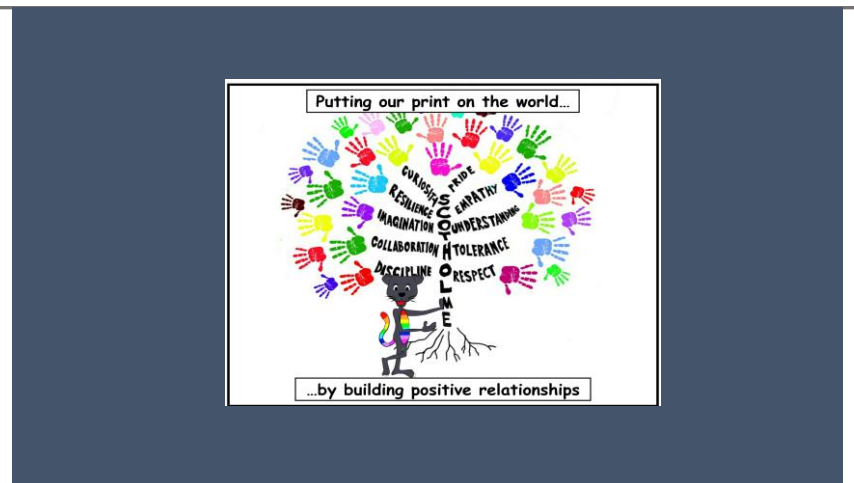 Putting our print on the world...
CURIOSITY
PRIDE
RESILIENCE
EMPATHY
IMAGINATION
UNDERSTANDING
COLLABORATION
TOLERANCE
DISCIPLINE
RESPECT
SCOTHOLME
...by building positive relationships